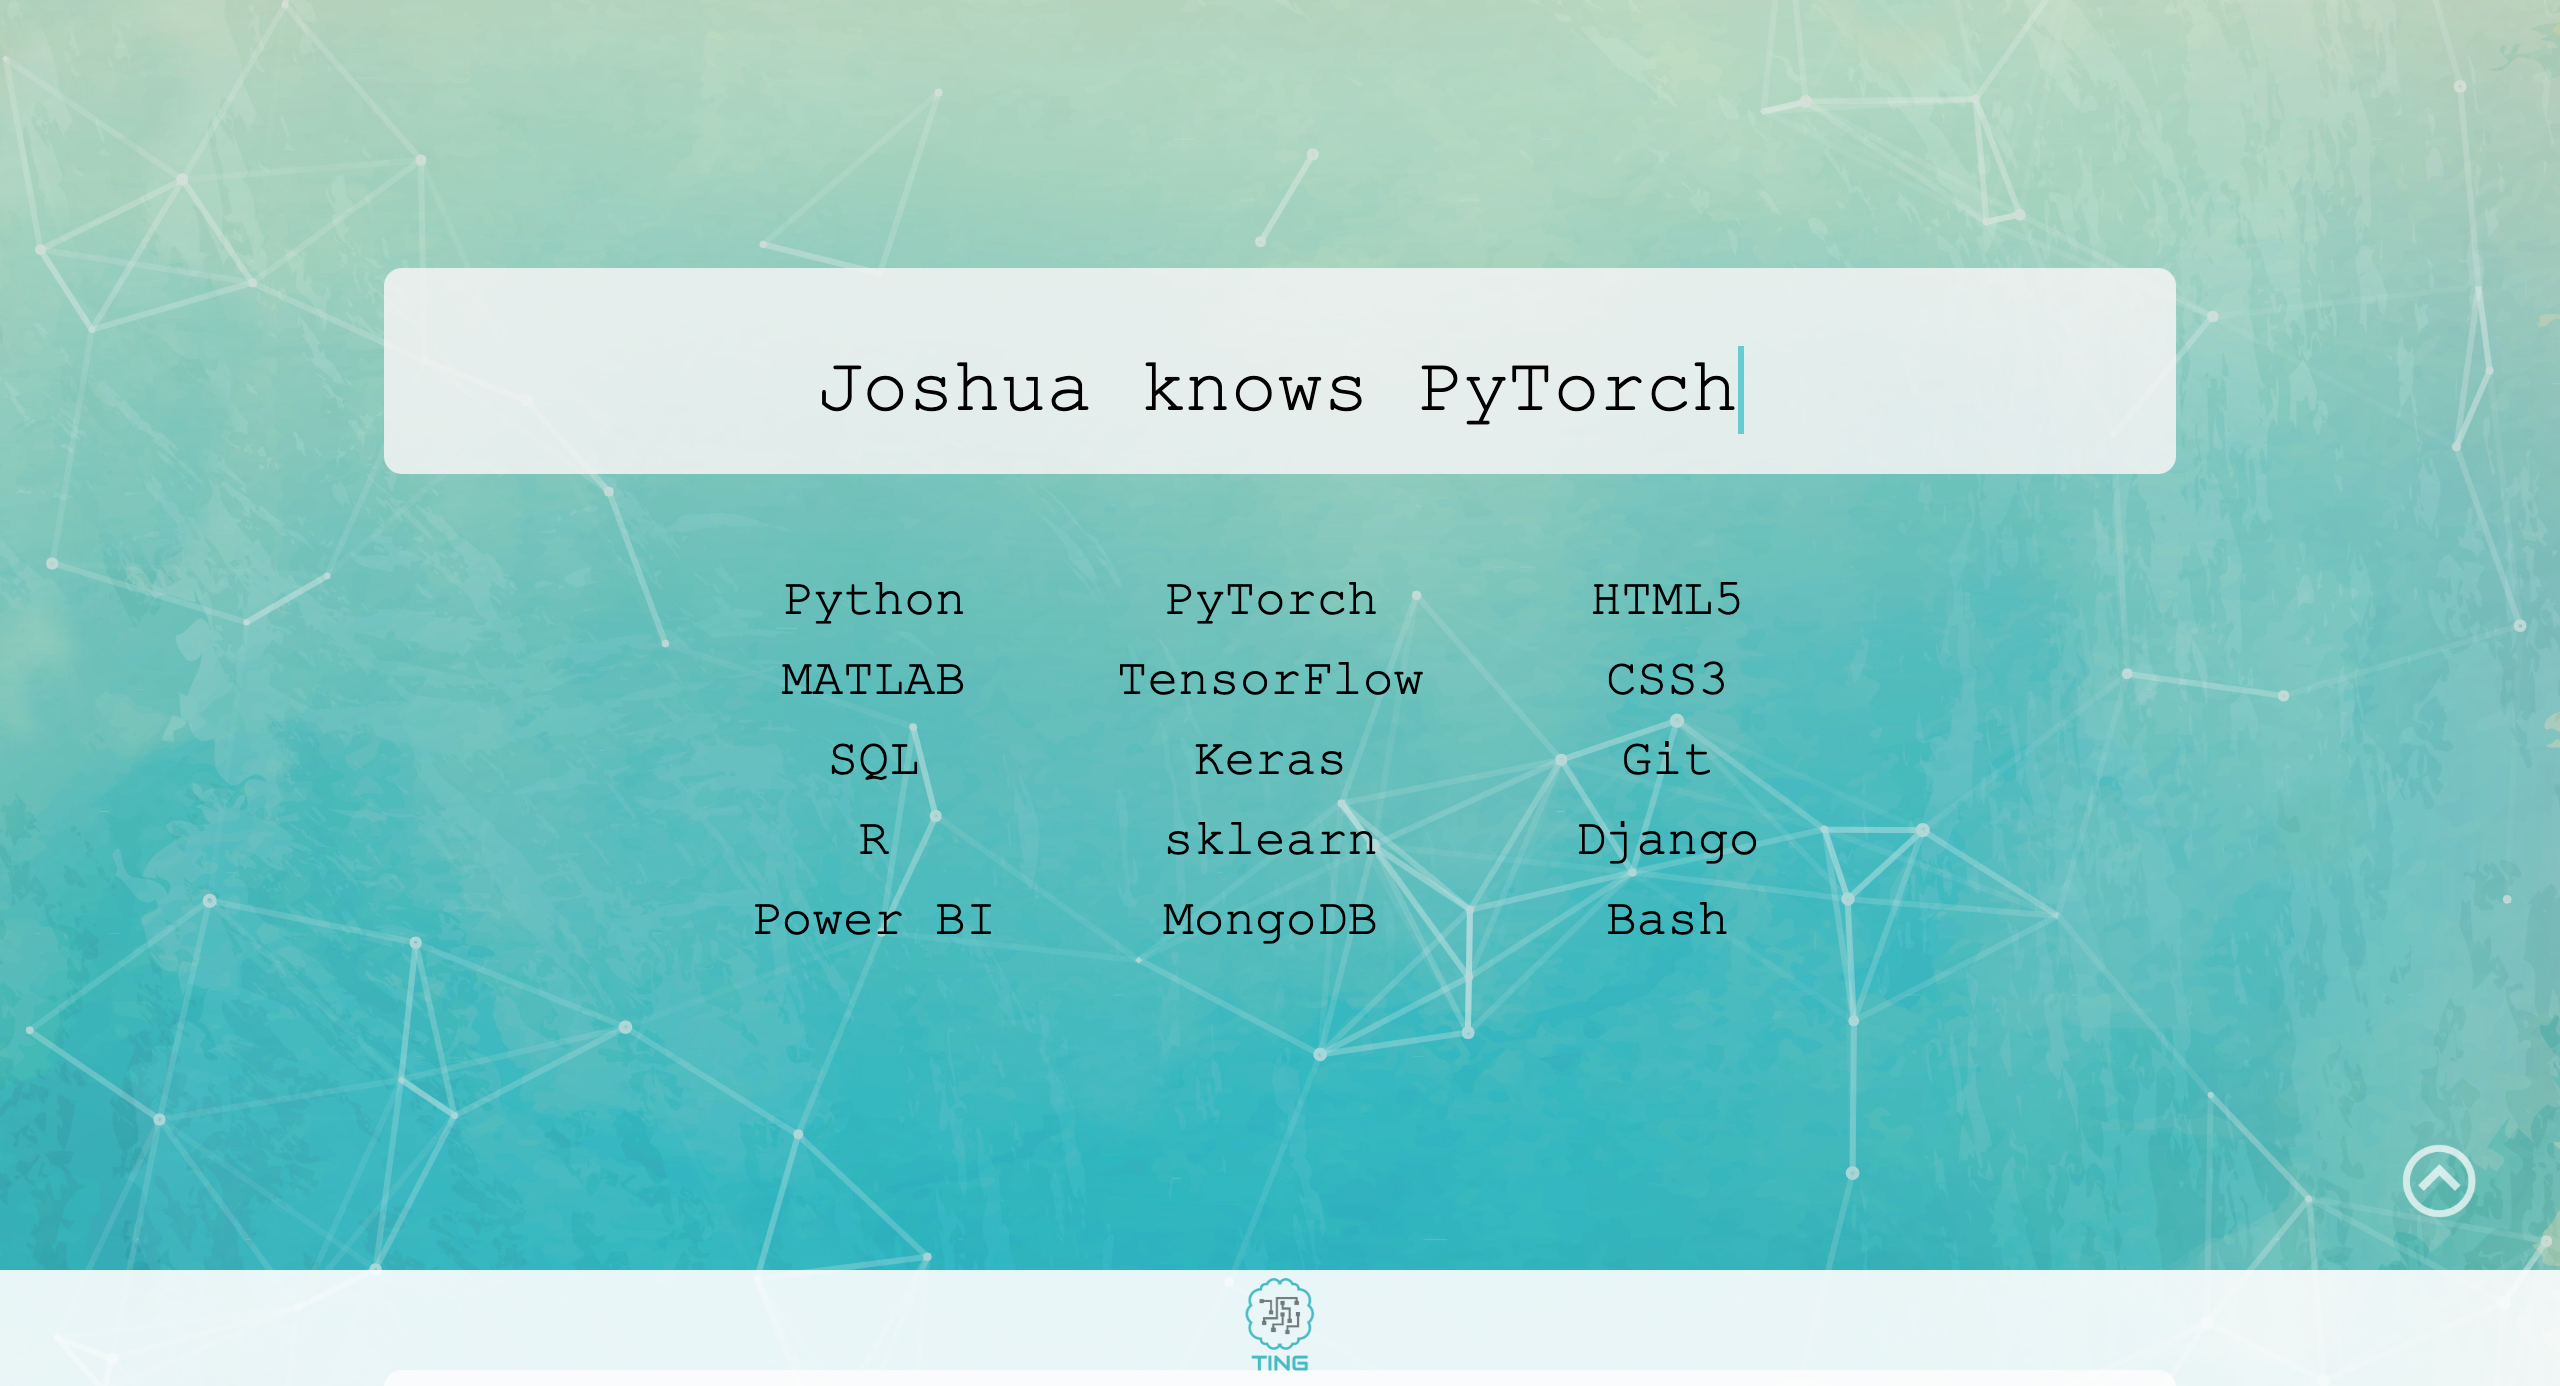 Joshua knows PyTorch
Python PyTorch HTML5
MATLAB TensorFlow CSS3
SQL Keras Git
R sklearn Django
Power BI MongoDB Bash
TING